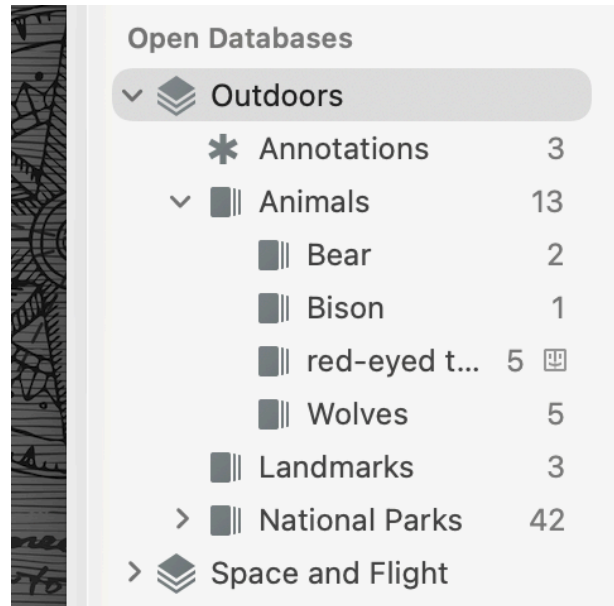 Open Databases
Outdoors
Annotations 3
Animals 13
Bear 2
Bison 1
red-eyed t... 5
Wolves 5
Landmarks 3
National Parks 42
Space and Flight